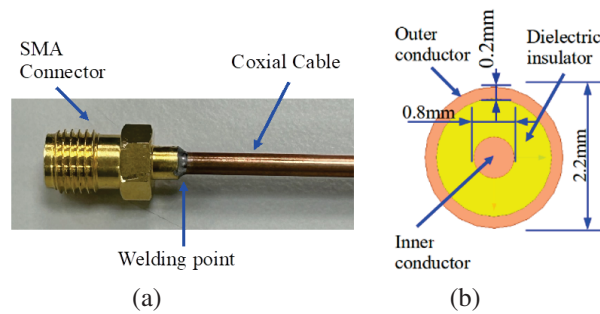 SMA
Connector
Coxial Cable
Welding point
(a)
Outer
conductor
0.2mm
Dielectric
insulator
0.8mm
2.2mm
Inner
conductor
(b)